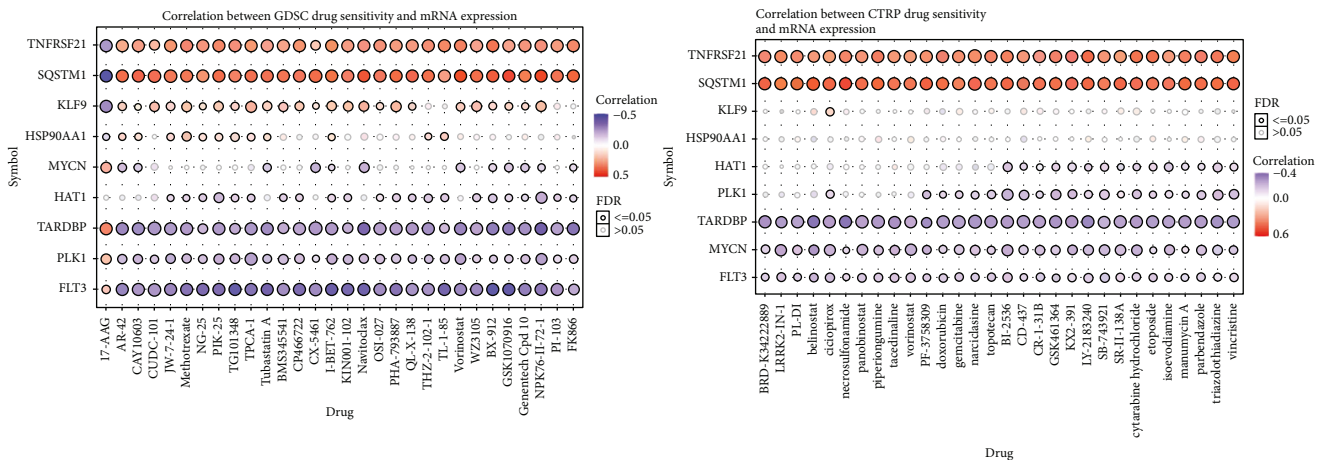 Correlation between GDSC drug sensitivity and mRNA expression
Symbol
TNFRSF21
SQSTM1
KLF9
HSP90AA1
MYCN
HAT1
TARDBP
PLK1
FLT3
17-AG
AR-42
CAY10603
CUDC-101
JW-7-24-1
Methotrexate
NG-25
PIK-25
TG101348
TPCA-1
Tubastatin A
BMS345541
CP466722
CX-5461
I-BET-762
KIN001-102
Navitoclax
OSI-027
PHA-793887
QL-X-138
THZ-2-102-1
TL-1-85
Vorinostat
WZ3105
BX-912
GSK1070916
Genentech Cpd 10
NPK76-II-72-1
PI-103
FK866
Drug
Correlation
−0.5
0.0
0.5
FDR
<=0.05
>0.05
Correlation between CTRP drug sensitivity
and mRNA expression
Symbol
TNFRSF21
SQSTM1
KLF9
HSP90AA1
HAT1
PLK1
TARDBP
MYCN
FLT3
BRD-K34222889
LRRK2-IN-1
PL-DI
belinostat
ciclopirox
necrosulfonamide
panobinostat
piperlongumine
tacedinaline
vorinostat
PF-3758309
doxorubicin
gemcitabine
narciclasine
topotecan
BI-2536
CD-437
CR-1-31B
GSK461364
KX2-391
LY-2183240
SB-743921
SR-II-138A
cytarabine hydrochloride
etoposide
isoevodiamine
manumycin A
parbendazole
triazolothiadiazine
vincristine
Drug
FDR
<=0.05
>0.05
Correlation
−0.4
0.0
0.6